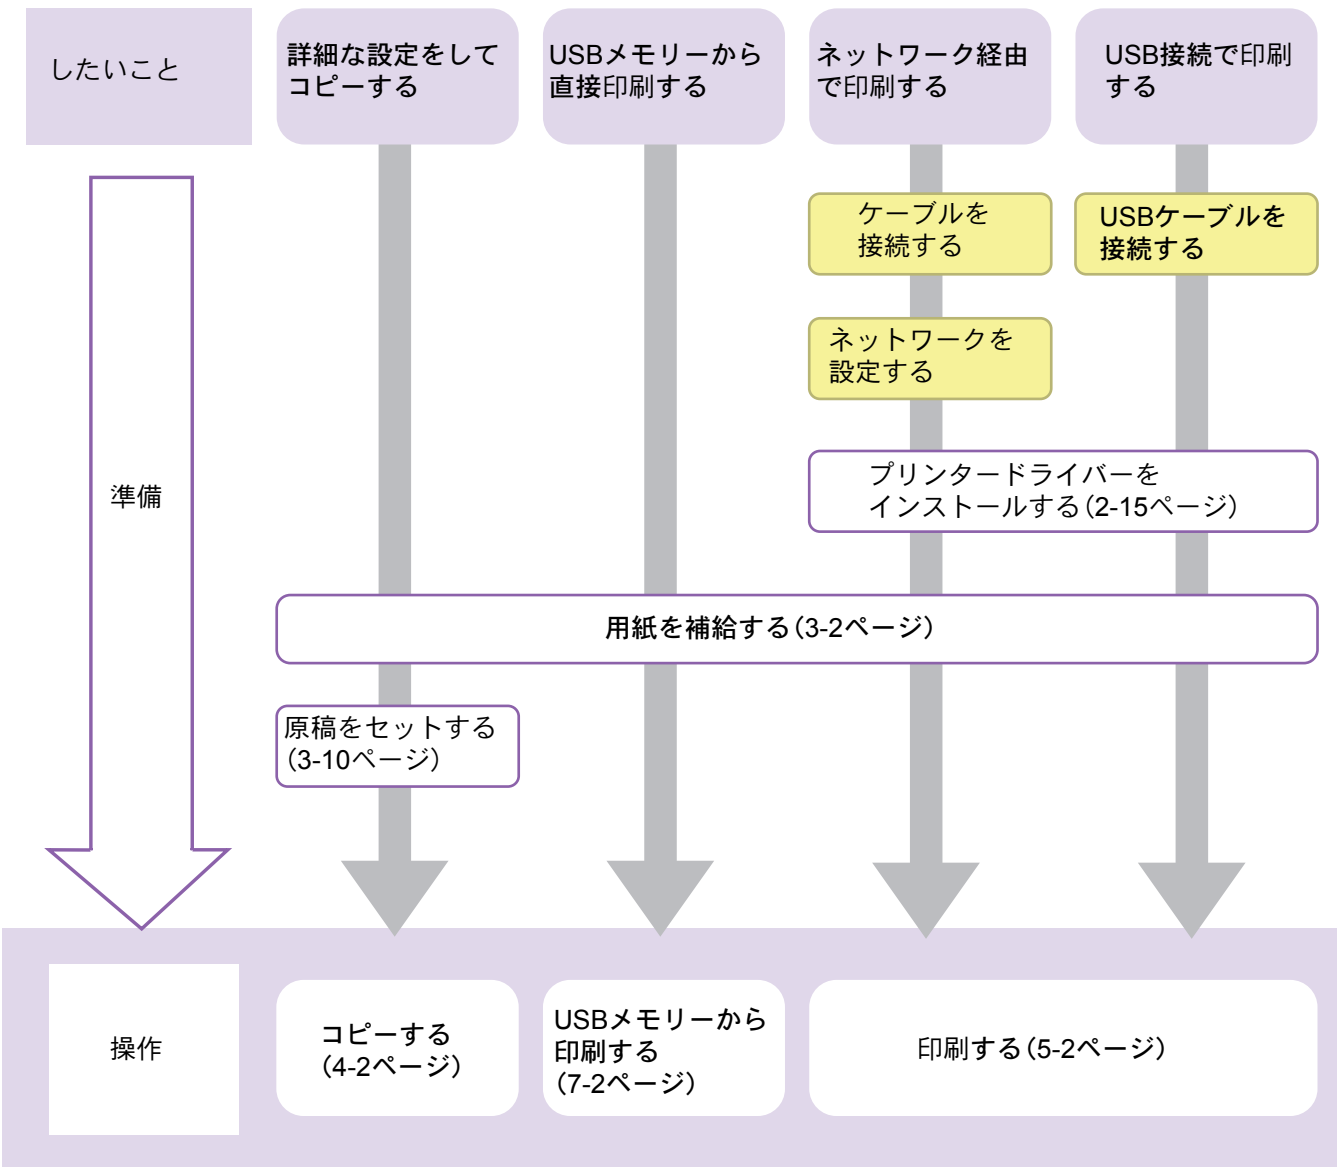 したいこと
詳細な設定をして
コピーする
USBメモリーから
直接印刷する
ネットワーク経由
で印刷する
USB接続で印刷
する
準備
ケーブルを
接続する
USBケーブルを
接続する
ネットワークを
設定する
プリンタードライバーを
インストールする(2-15ページ)
用紙を補給する(3-2ページ)
原稿をセットする
(3-10ページ)
操作
コピーする
(4-2ページ)
USBメモリーから
印刷する
(7-2ページ)
印刷する(5-2ページ)